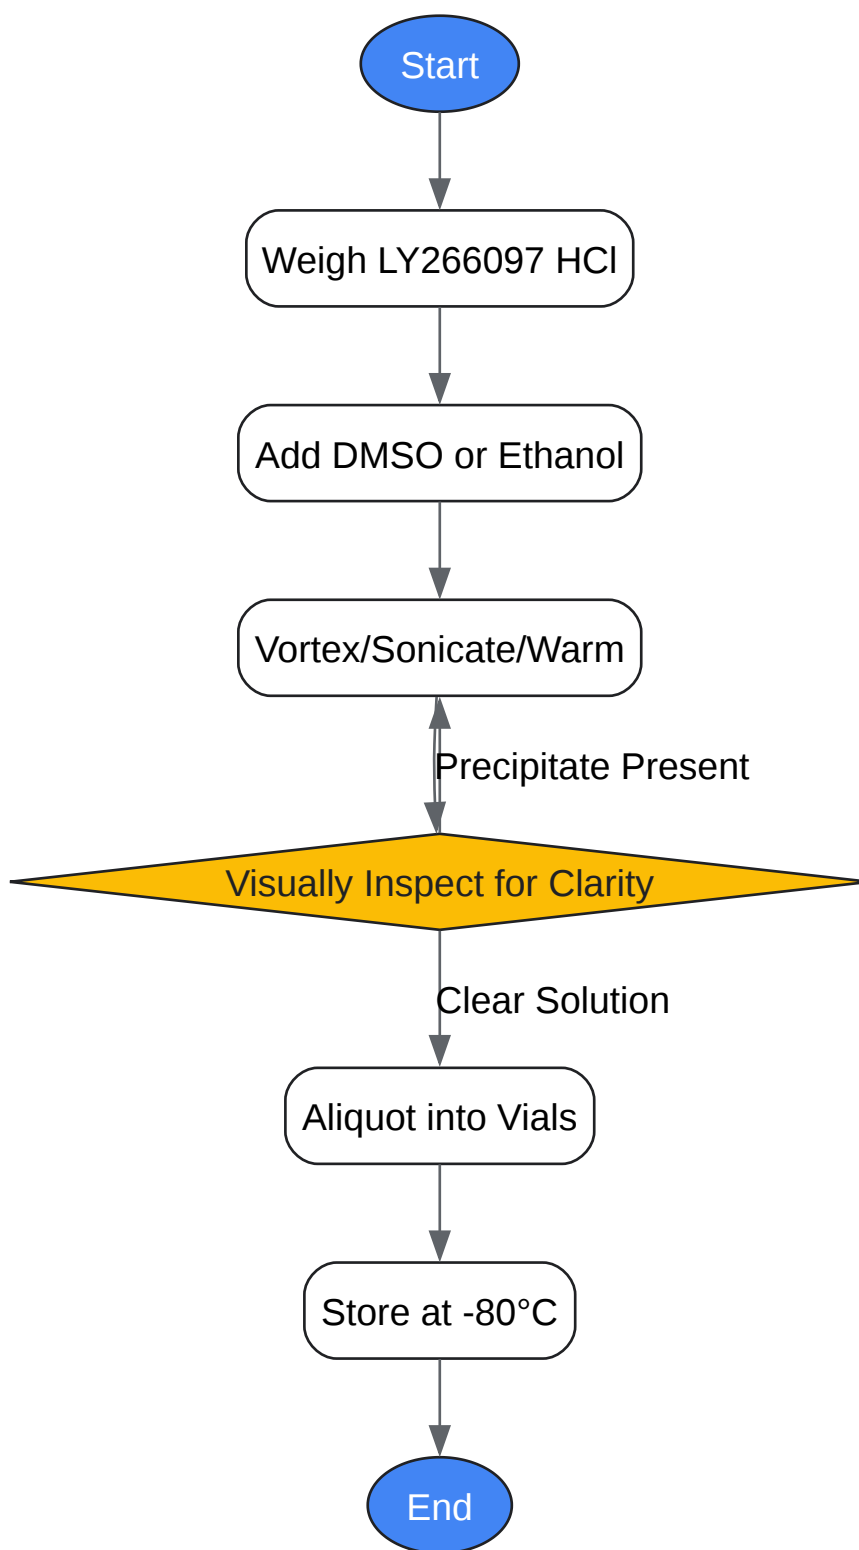 Start
Weigh LY266097 HCl
Add DMSO or Ethanol
Vortex/Sonicate/Warm
Precipitate Present
Visually Inspect for Clarity
Clear Solution
Aliquot into Vials
Store at -80°C
End